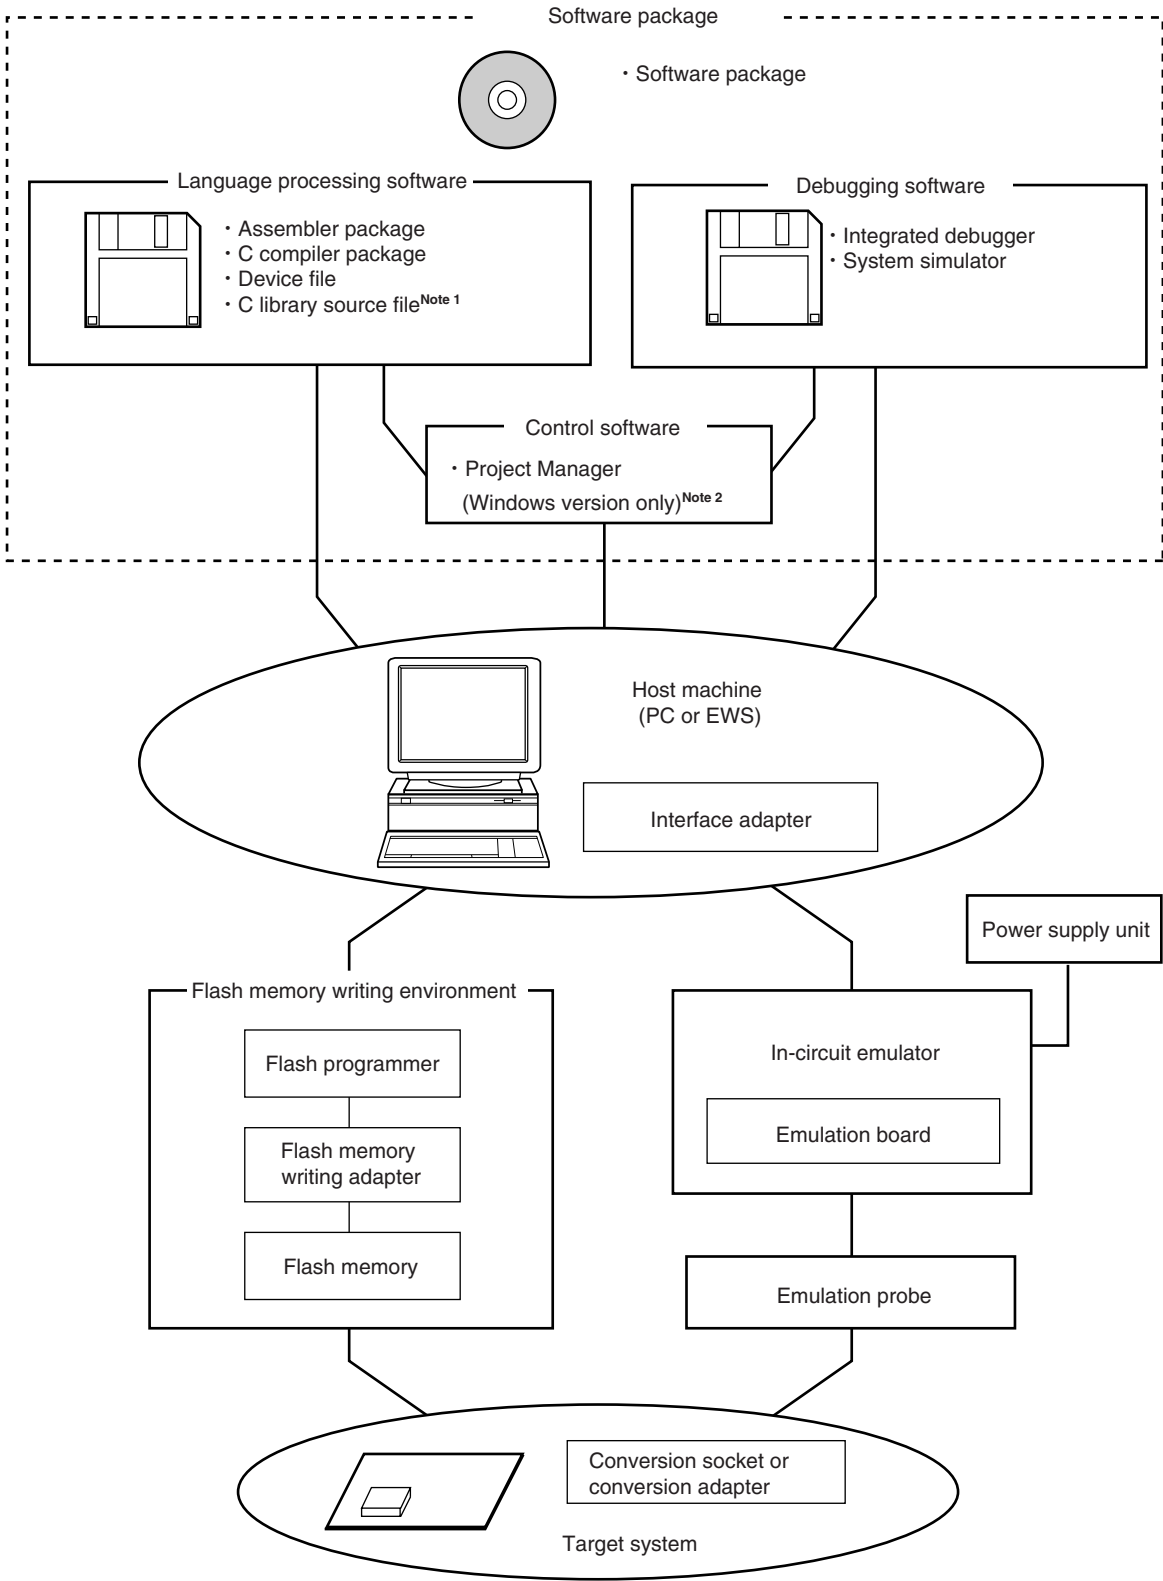 Software package
・Software package
Language processing software
・Assembler package
・C compiler package
・Device file
・C library source file Note 1
Debugging software
・Integrated debugger
・System simulator
Control software
・Project Manager
(Windows version only) Note 2
Host machine
(PC or EWS)
Interface adapter
Power supply unit
Flash memory writing environment
Flash programmer
Flash memory
writing adapter
Flash memory
In-circuit emulator
Emulation board
Emulation probe
Conversion socket or
conversion adapter
Target system